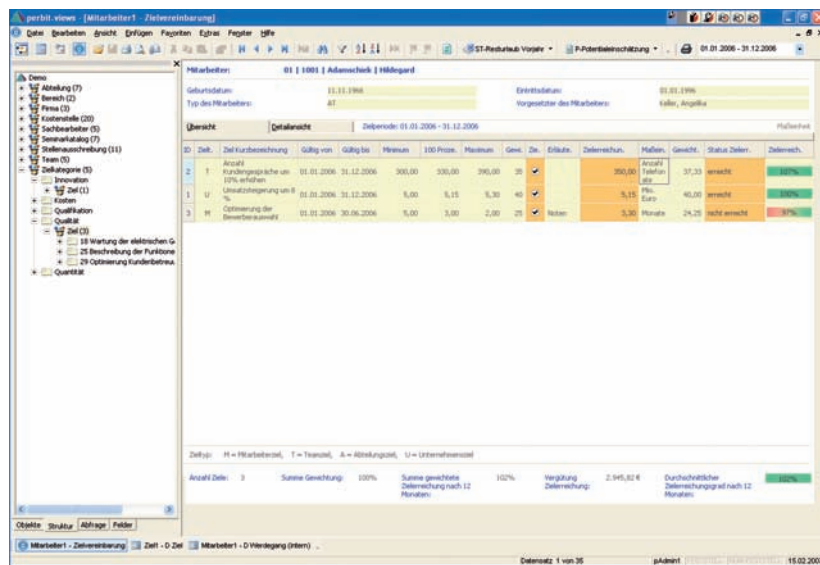 perbit.views - [Mitarbeiter1 - Zielvereinbarung]
Datei Bearbeiten Ansicht Einfügen Favoriten Extras Fenster Hilfe
ST-Resturlaub Vorjahr P-Potentialeinschätzung 01.01.2006 - 31.12.2006
Demo
Abteilung (7)
Bereich (2)
Firma (3)
Kostenstelle (20)
Sachbearbeiter (5)
Seminarkatalog (7)
Stellenausschreibung (11)
Team (5)
Zielkategorie (5)
Innovation
Ziel (1)
Kosten
Qualifikation
Qualität
Ziel (3)
18 Wartung der elektrischen G
25 Beschreibung der Funktione
29 Optimierung Kundenbetreu
Quantität
Objekte Struktur Abfrage Felder
Mitarbeiter: 01 | 1001 | Adamschiek | Hildegard
Geburtsdatum: 11.11.1966 Eintrittsdatum: 01.01.1996
Typ des Mitarbeiters: AT Vorgesetzter des Mitarbeiters: Keller, Angelika
Übersicht Detailansicht Zielperiode: 01.01.2006 - 31.12.2006 Maßeinheit
ID Zielt. Ziel Kurzbezeichnung Gültig von Gültig bis Minimum 100 Proze. Maximum Gewi. Zie. Erläute. Zielerreichun. Maßein. Gewicht. Status Zielerr. Zielerreich.
2 T Anzahl Kundengespräche um 10% erhöhen 01.01.2006 31.12.2006 300,00 330,00 390,00 35 350,00 Anzahl Telefonate 37,33 erreicht 107%
1 U Umsatzsteigerung um 8 % 01.01.2006 31.12.2006 5,00 5,15 5,30 40 5,15 Mio. Euro 40,00 erreicht 100%
3 M Optimierung der Bewerberauswahl 01.01.2006 30.06.2006 5,00 3,00 2,00 25 Noten 3,30 Monate 24,25 nicht erreicht 97%
Zieltyp: M = Mitarbeiterziel, T = Teamziel, A = Abteilungsziel, U = Unternehmensziel
Anzahl Ziele: 3 Summe Gewichtung: 100% Summe gewichtete Zielerreichung nach 12 Monaten: 102% Vergütung Zielerreichung: 2.945,82 € Durchschnittlicher Zielerreichungsgrad nach 12 Monaten: 102%
Mitarbeiter1 - Zielvereinbarung Ziel1 - D Ziel Mitarbeiter1 - D Werdegang (intern)
Datensatz 1 von 35 pAdmin1 15.02.200